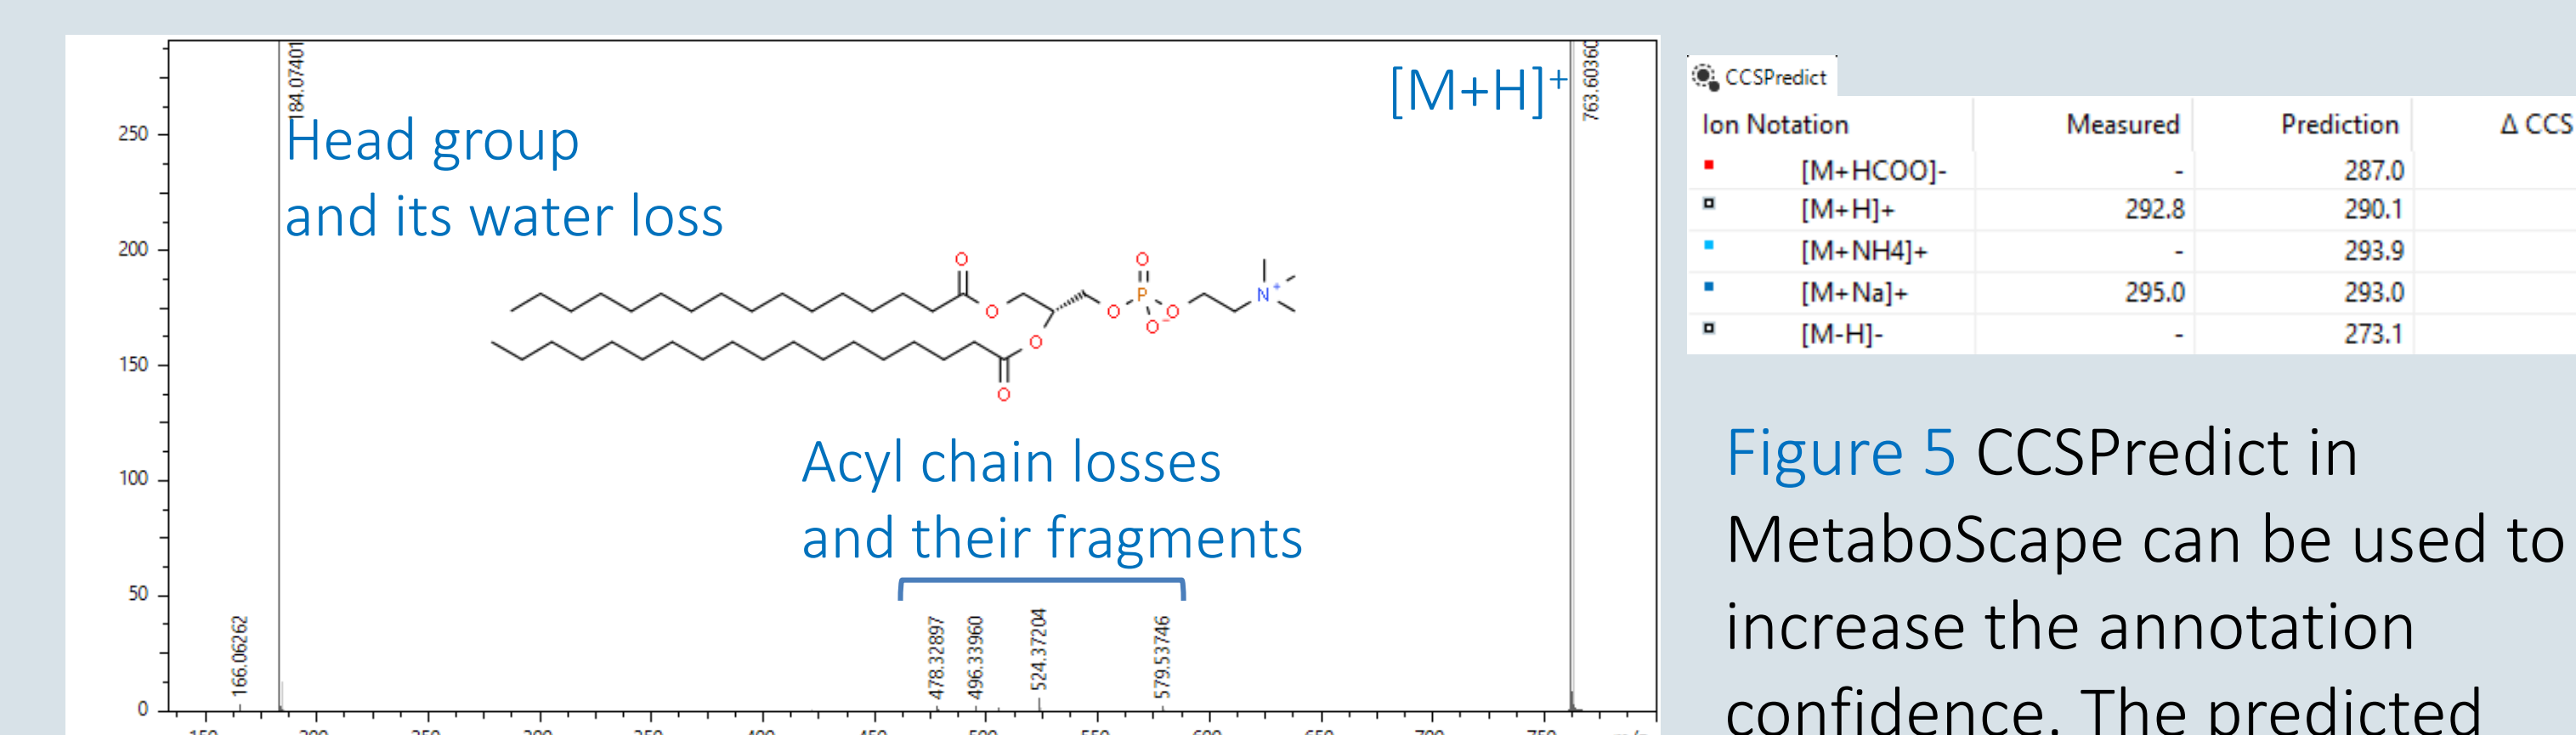 184.07401
[M+H]+
763.60360
Head group
and its water loss
250
200
150
100
50
0
O
O
O
O
O
O
P
O
O-
N+
Acyl chain losses
and their fragments
166.06262
478.32897
496.33960
524.37204
579.53746
CCSPredict
Ion Notation Measured Prediction Δ CCS
[M+HCOO]- - 287.0
[M+H]+ 292.8 290.1
[M+NH4]+ - 293.9
[M+Na]+ 295.0 293.0
[M-H]- - 273.1
Figure 5 CCSPredict in
MetaboScape can be used to
increase the annotation
confidence. The predicted